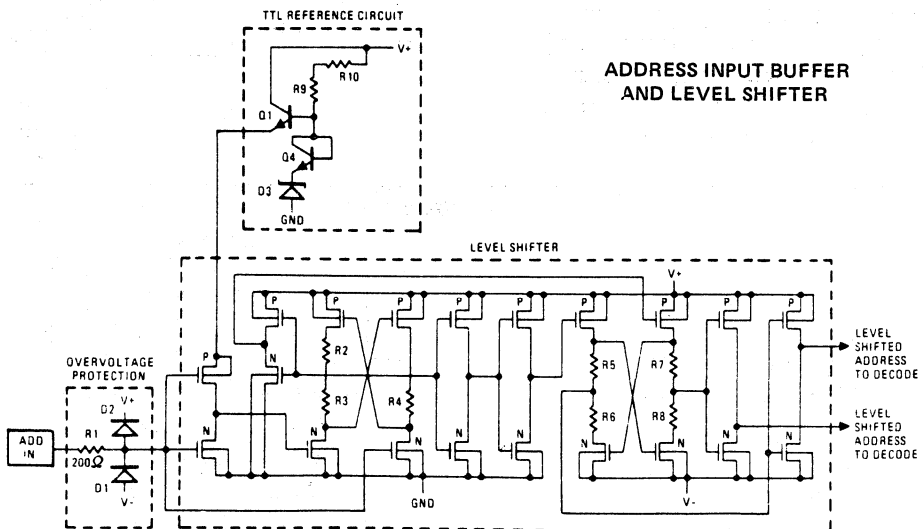 TTL REFERENCE CIRCUIT
V+
R10
R9
Q1
Q4
D3
GND
ADDRESS INPUT BUFFER
AND LEVEL SHIFTER
LEVEL SHIFTER
V+
P
P
P
P
P
P
P
P
P
R2
R5
R7
LEVEL
SHIFTED
ADDRESS
TO DECODE
OVERVOLTAGE
PROTECTION
P
N
R3
R4
R6
R8
V+
D2
R1
ADD
IN
200Ω
D1
V-
N
N
N
N
N
N
N
N
N
LEVEL
SHIFTED
ADDRESS
TO DECODE
GND
V-